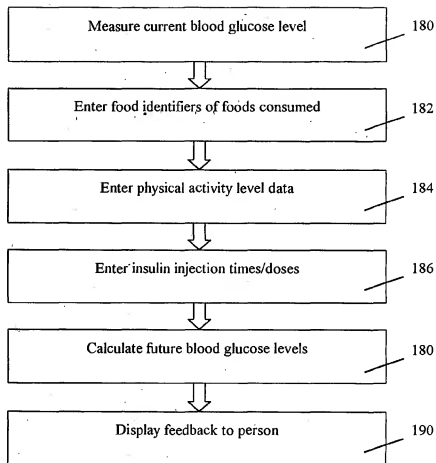 Measure current blood glucose level
180
Enter food identifiers of foods consumed
182
Enter physical activity level data
184
Enter insulin injection times/doses
186
Calculate future blood glucose levels
180
Display feedback to person
190